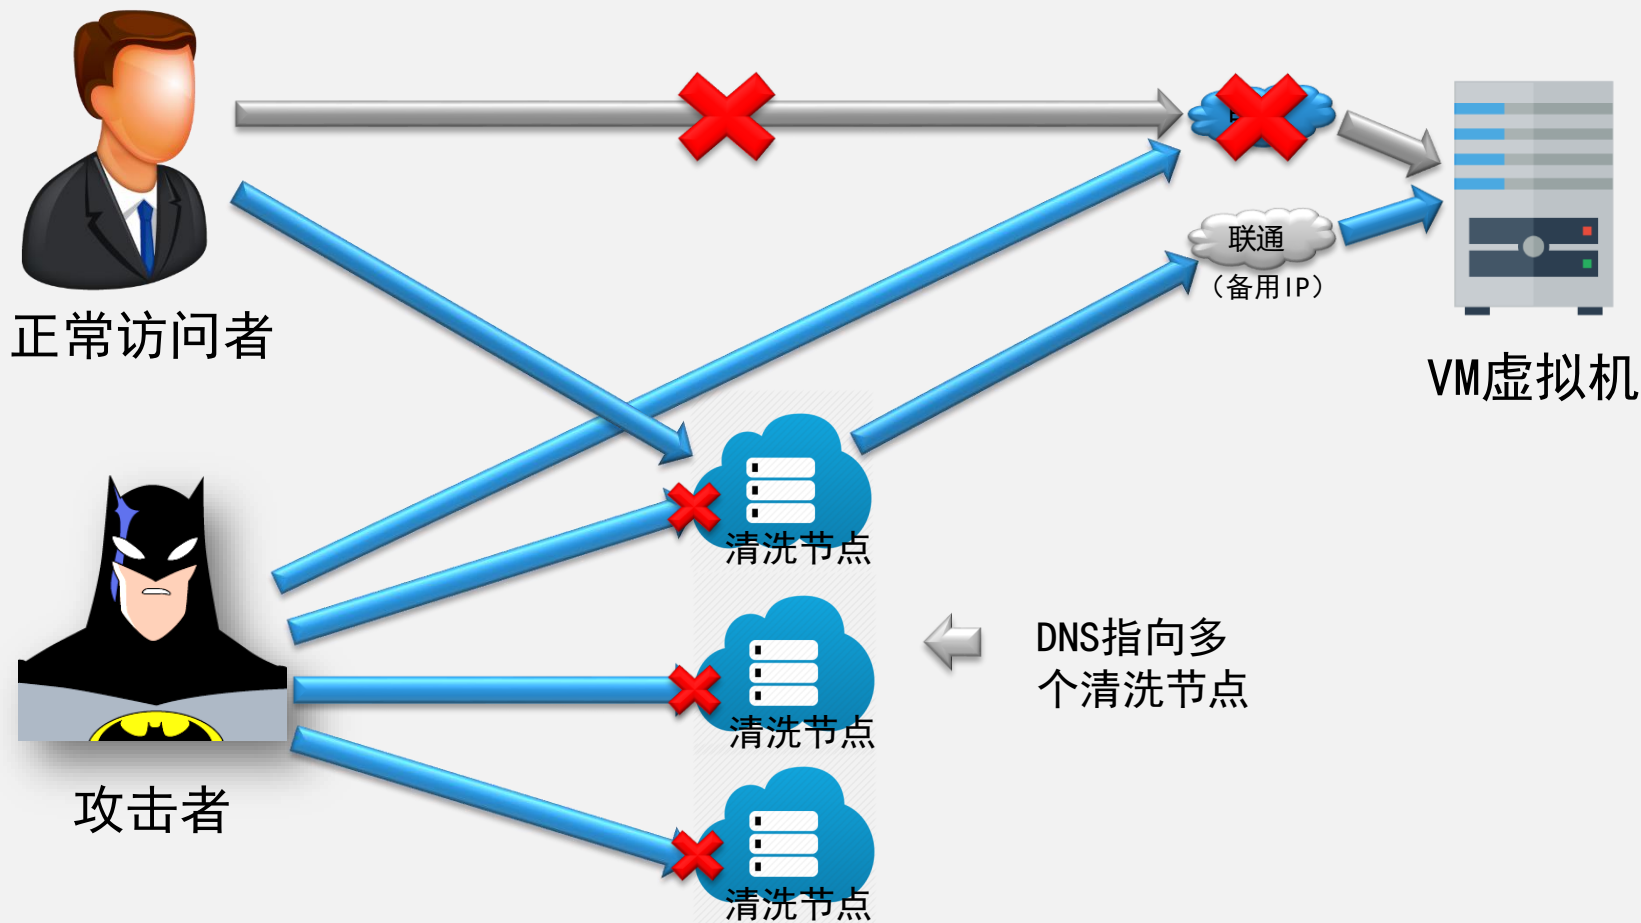 联通
（备用IP）
正常访问者
VM虚拟机
清洗节点
DNS指向多
个清洗节点
清洗节点
攻击者
清洗节点